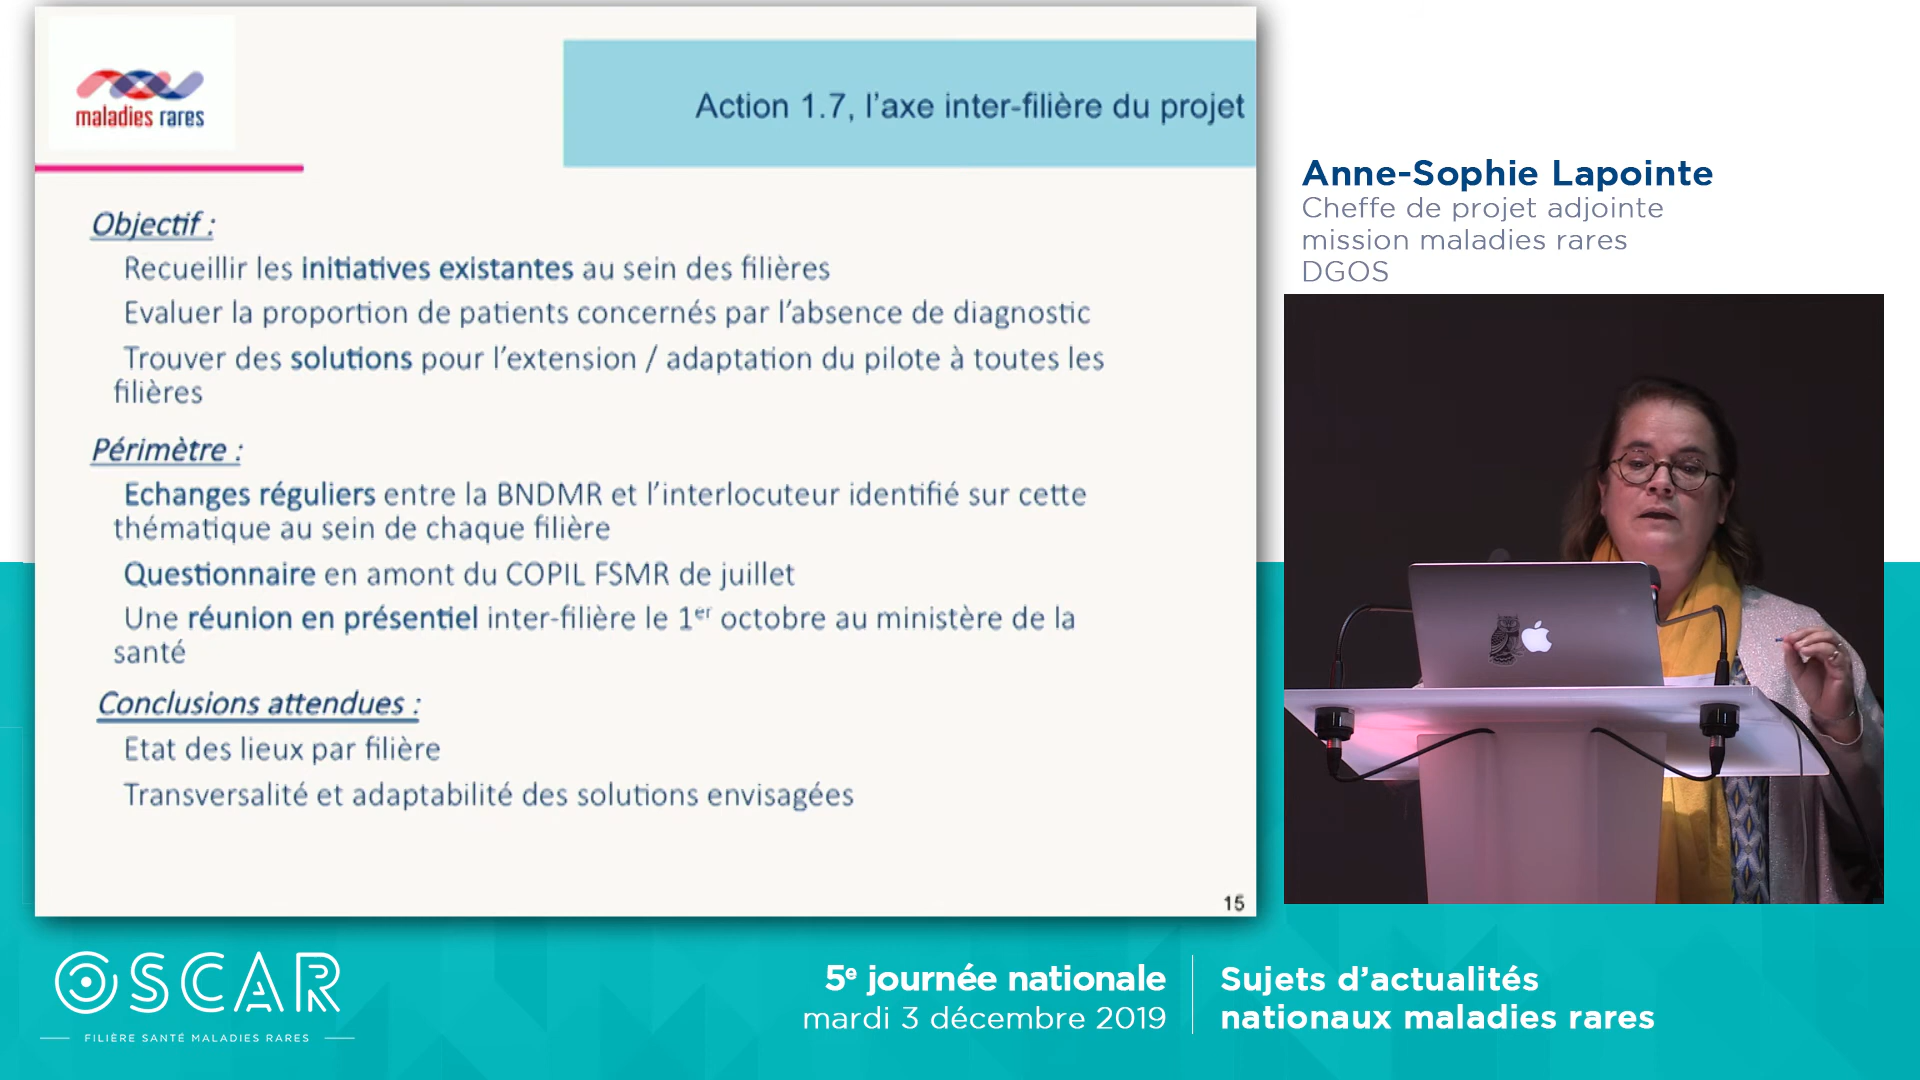 maladies rares
Action 1.7, l’axe inter-filière du projet
Objectif :
Recueillir les initiatives existantes au sein des filières
Evaluer la proportion de patients concernés par l’absence de diagnostic
Trouver des solutions pour l’extension / adaptation du pilote à toutes les
filières
Périmètre :
Echanges réguliers entre la BNDMR et l’interlocuteur identifié sur cette
thématique au sein de chaque filière
Questionnaire en amont du COPIL FSMR de juillet
Une réunion en présentiel inter-filière le 1er octobre au ministère de la
santé
Conclusions attendues :
Etat des lieux par filière
Transversalité et adaptabilité des solutions envisagées
15
Anne-Sophie Lapointe
Cheffe de projet adjointe
mission maladies rares
DGOS
OSCAR
FILIÈRE SANTÉ MALADIES RARES
5e journée nationale
mardi 3 décembre 2019
Sujets d’actualités
nationaux maladies rares